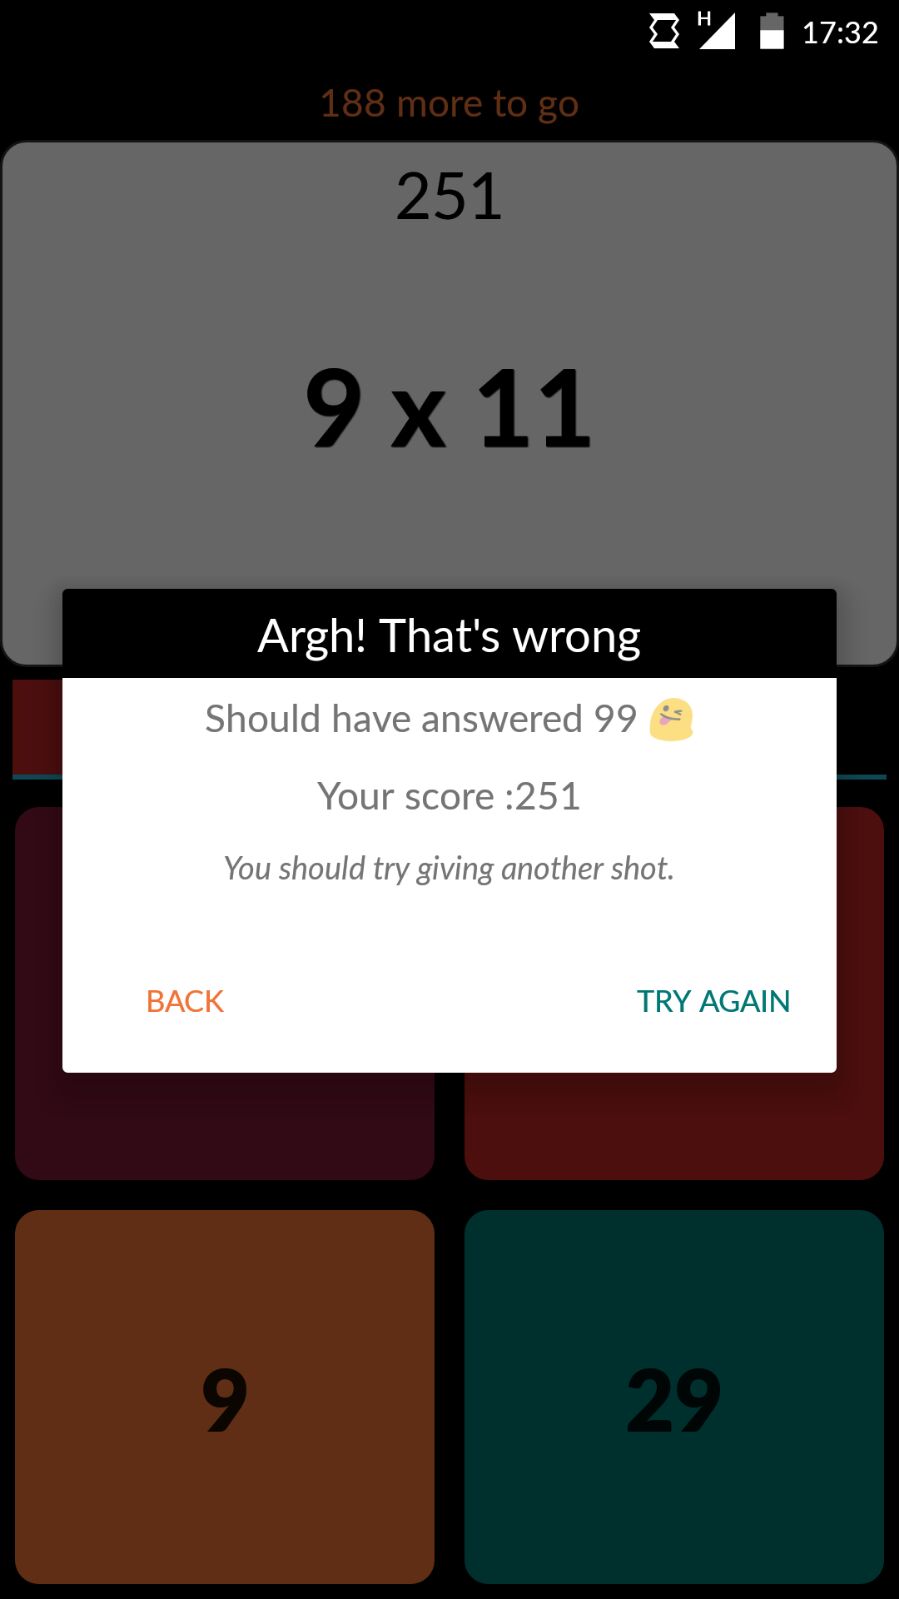 H 17:32
188 more to go
251
9 x 11
Argh! That's wrong
Should have answered 99 😜
Your score :251
You should try giving another shot.
BACK TRY AGAIN
9 29